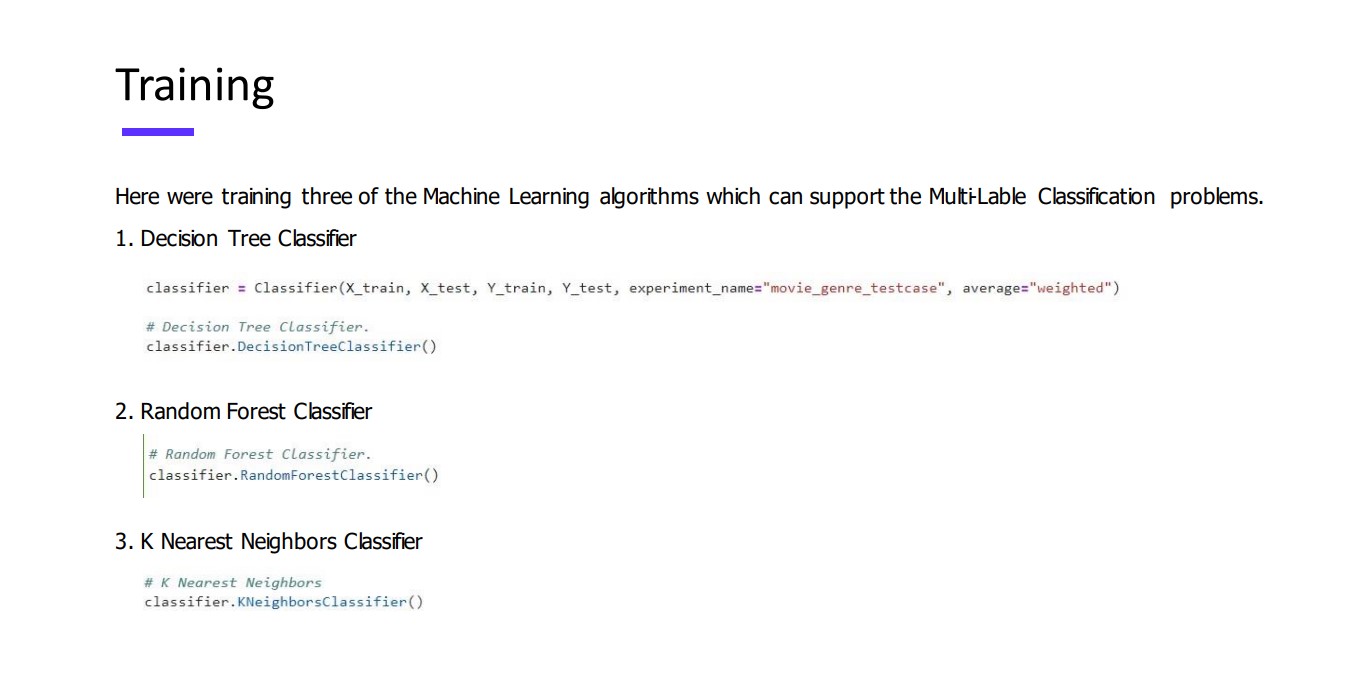 Training
Here were training three of the Machine Learning algorithms which can support the Multi-Lable Classification problems.
1. Decision Tree Classifier
classifier = Classifier(X_train, X_test, Y_train, Y_test, experiment_name="movie_genre_testcase", average="weighted")
# Decision Tree Classifier.
classifier.DecisionTreeClassifier()
2. Random Forest Classifier
# Random Forest Classifier.
classifier.RandomForestClassifier()
3. K Nearest Neighbors Classifier
# K Nearest Neighbors
classifier.KNeighborsClassifier()